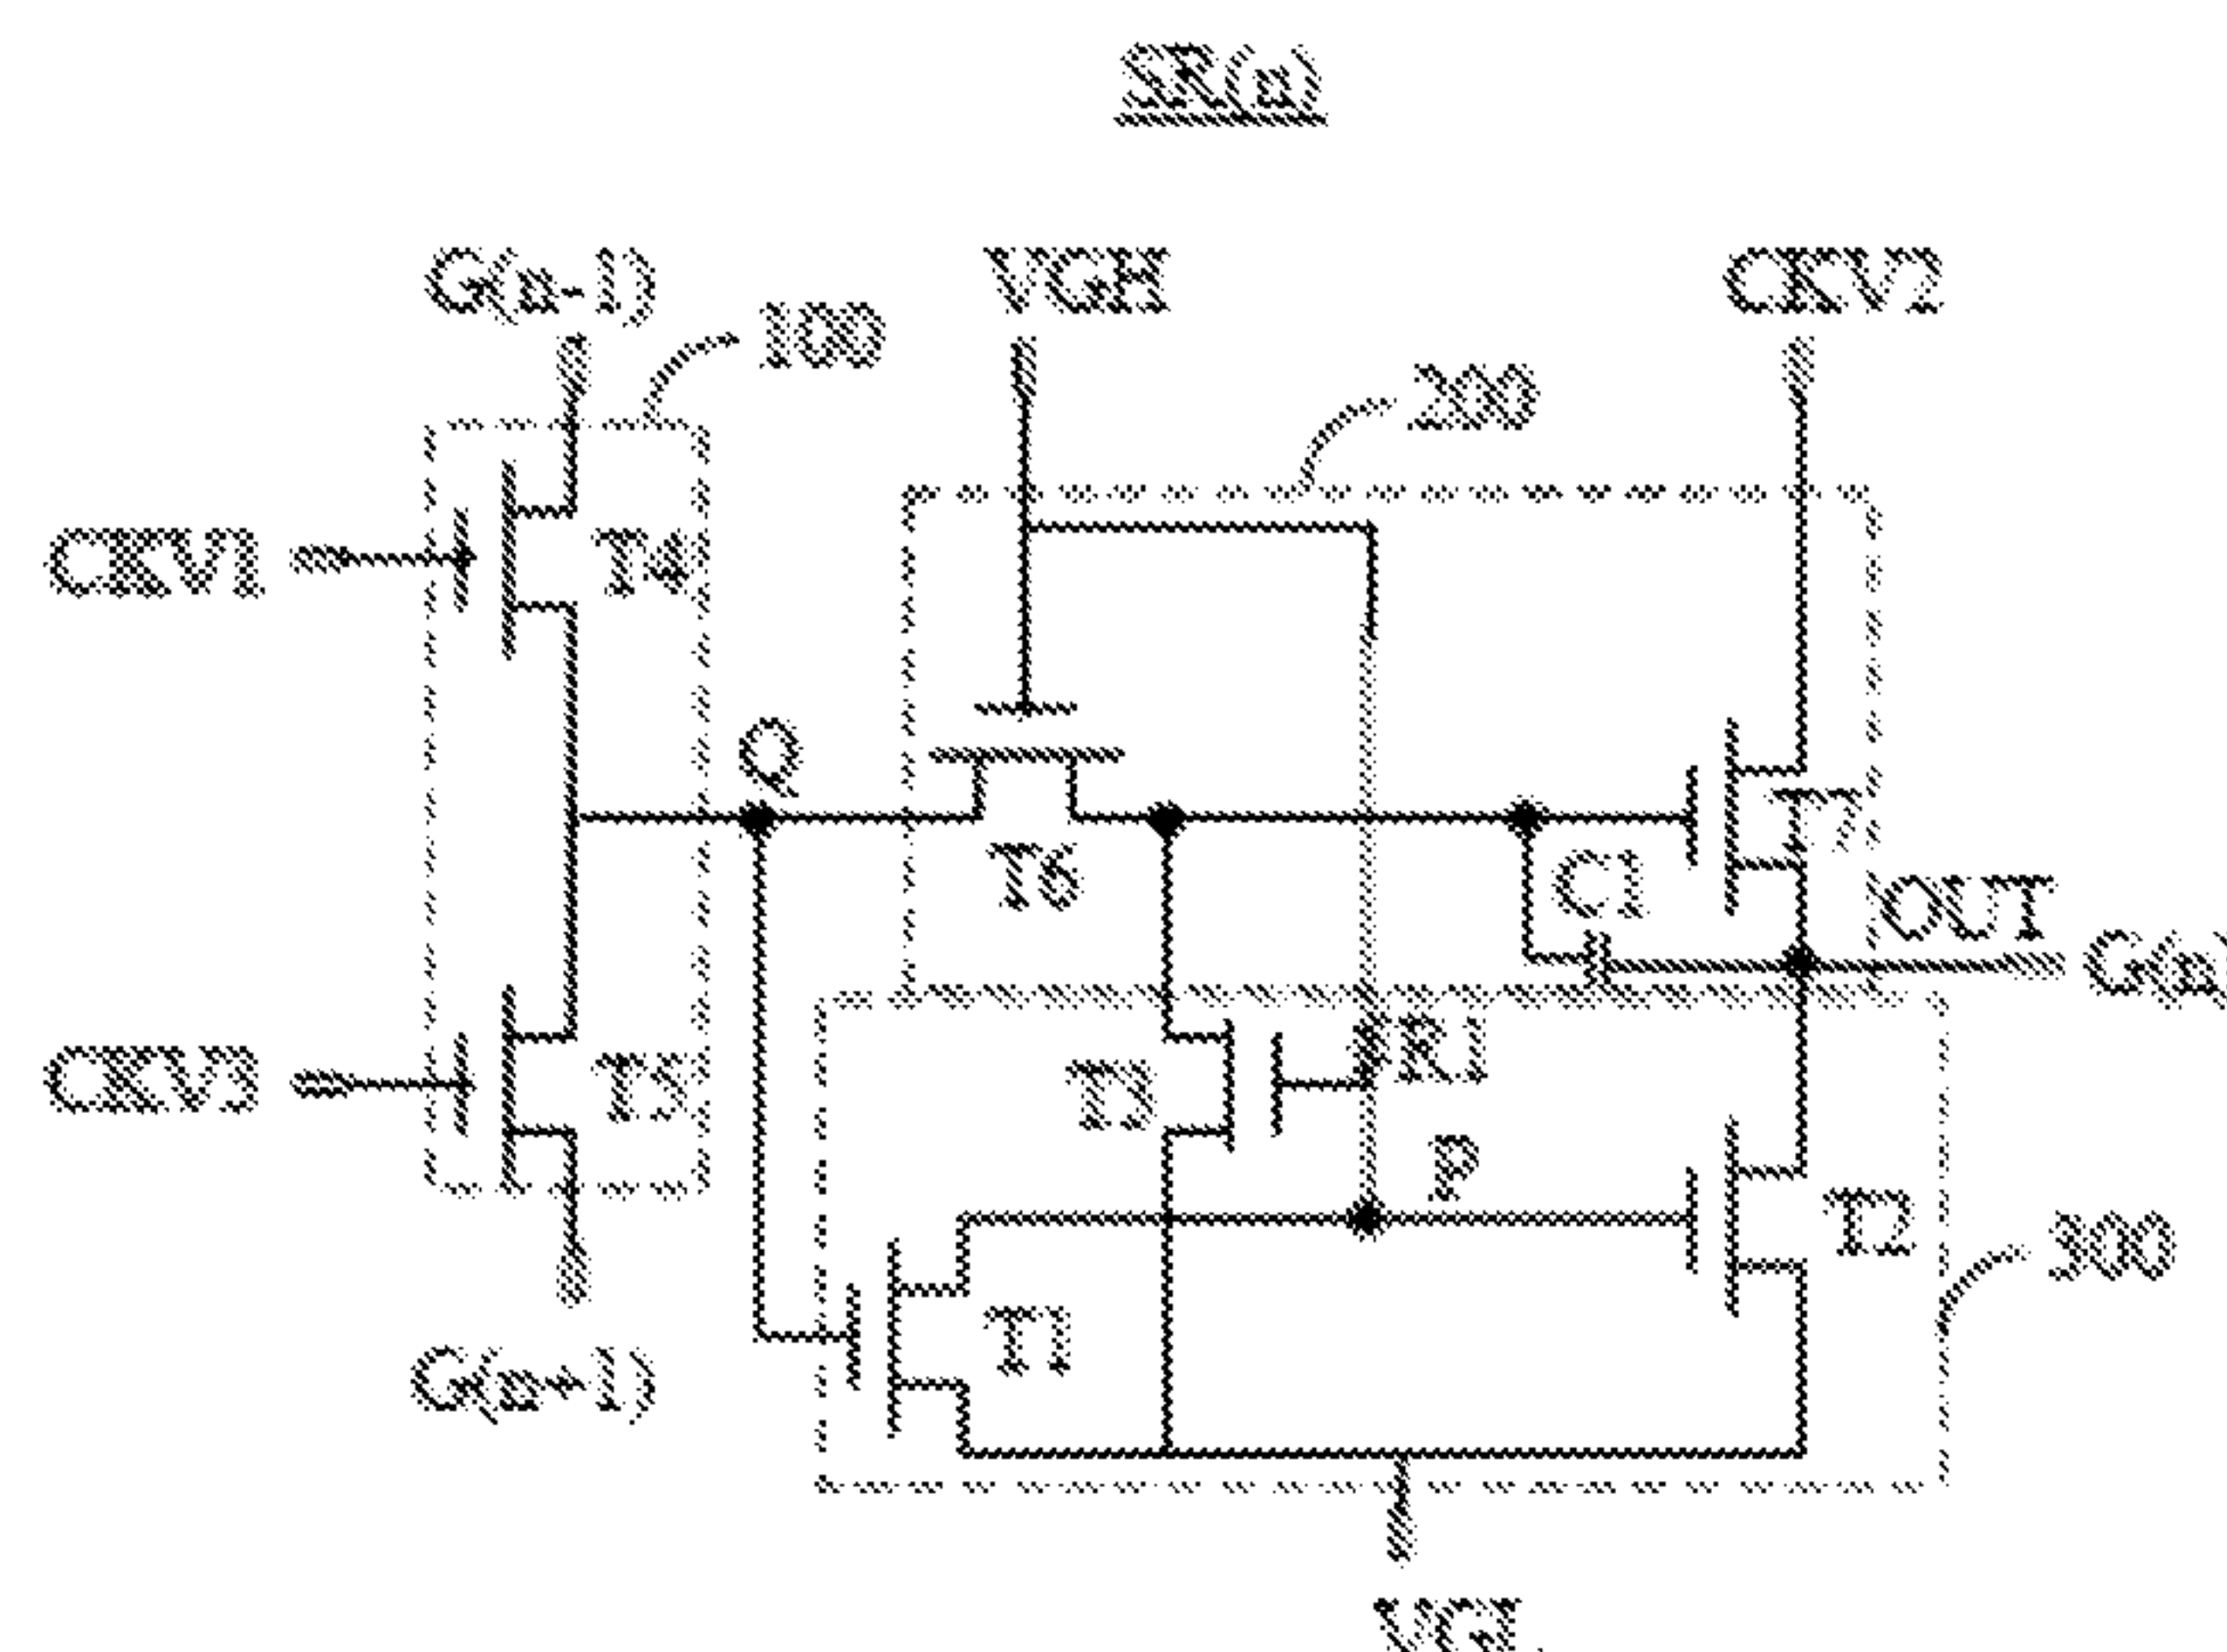 SR(n)
G(n-1)
VGH
CKV2
100
200
CKV1
T4
Q
T7
T6
C1
OUT
G(n)
R1
CKV3
T5
T3
P
T2
300
T1
G(n+1)
VGL